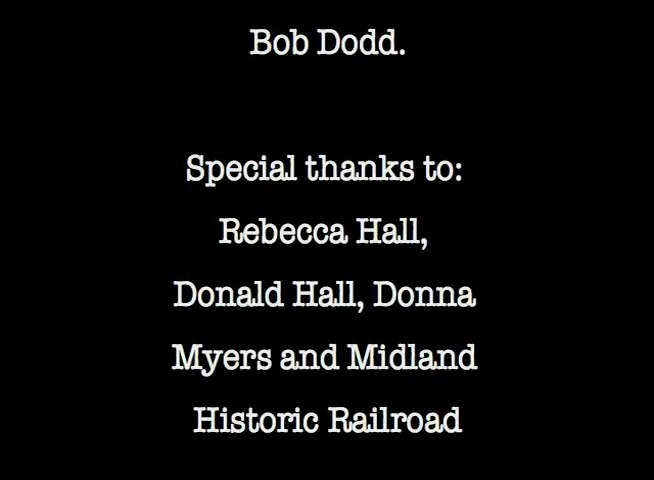 Bob Dodd.
Special thanks to:
Rebecca Hall,
Donald Hall, Donna
Myers and Midland
Historic Railroad